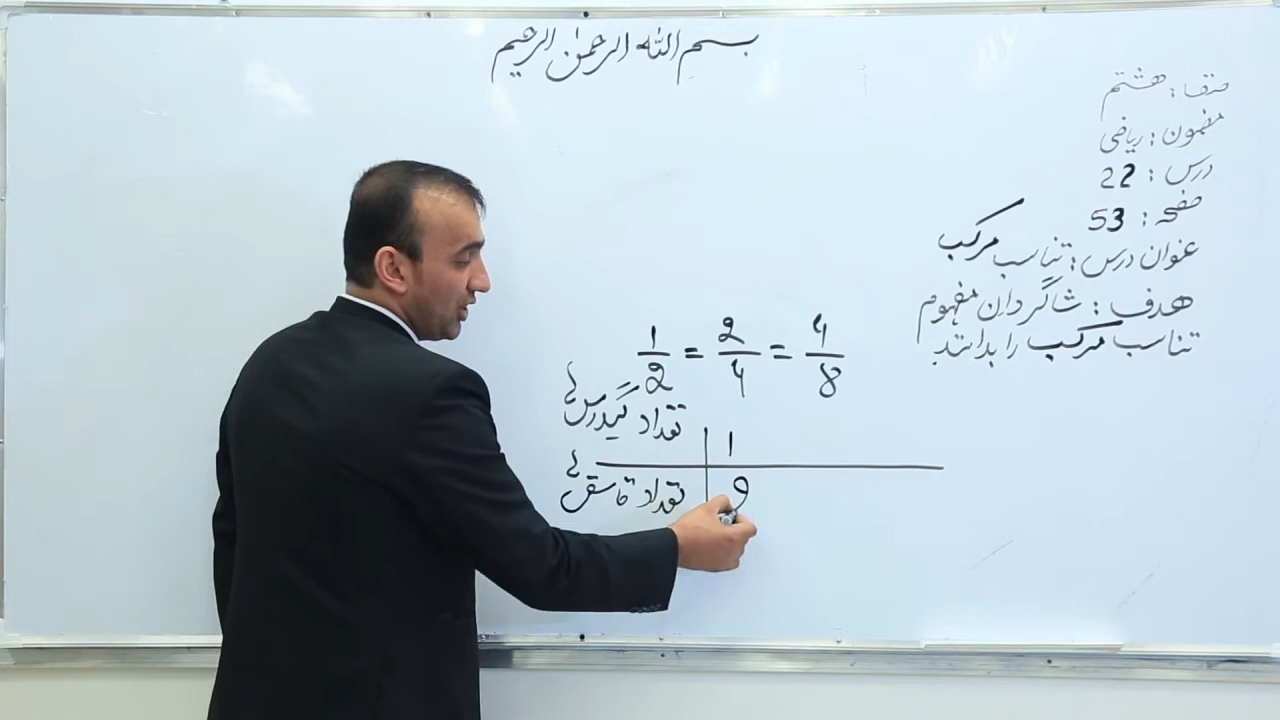 بسم الله الرحمن الرحیم
صنف: هشتم
مضمون: ریاضی
درس: 22
صفحه: 53
عنوان درس: تناسب مرکب
هدف: شاگردان مفهوم
تناسب مرکب را بدانند.
1/2 = 2/4 = 4/8
تعداد گیلاس ها 1
تعداد قاشق ها